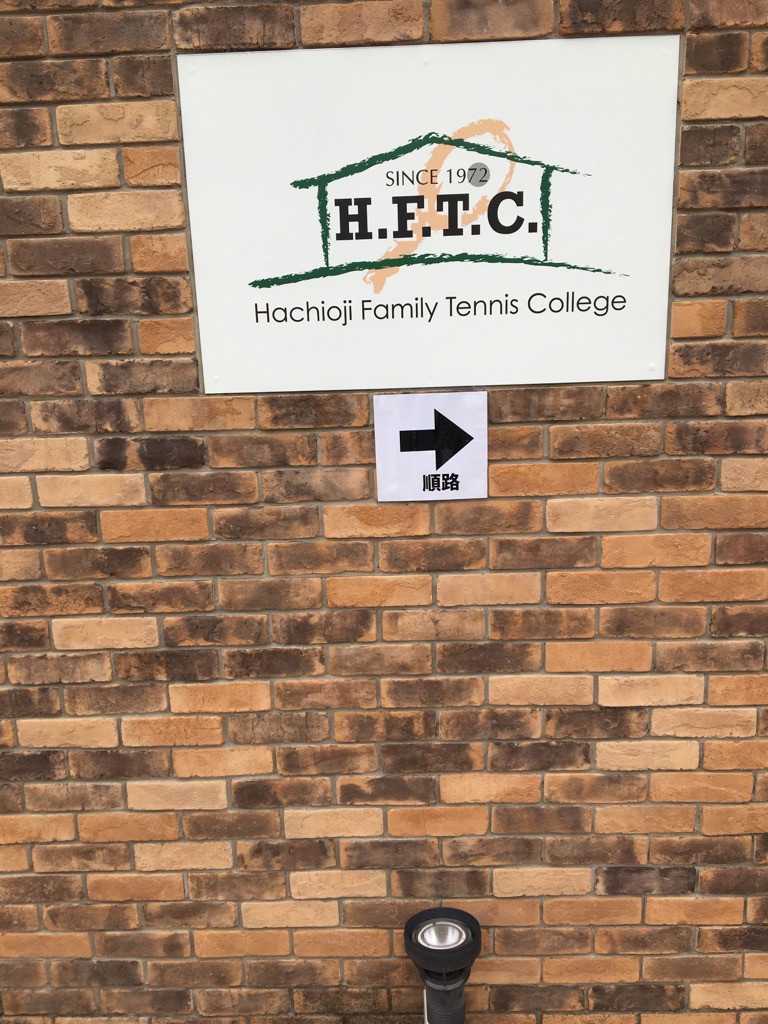 SINCE 1972
H.F.T.C.
Hachioji Family Tennis College
順路